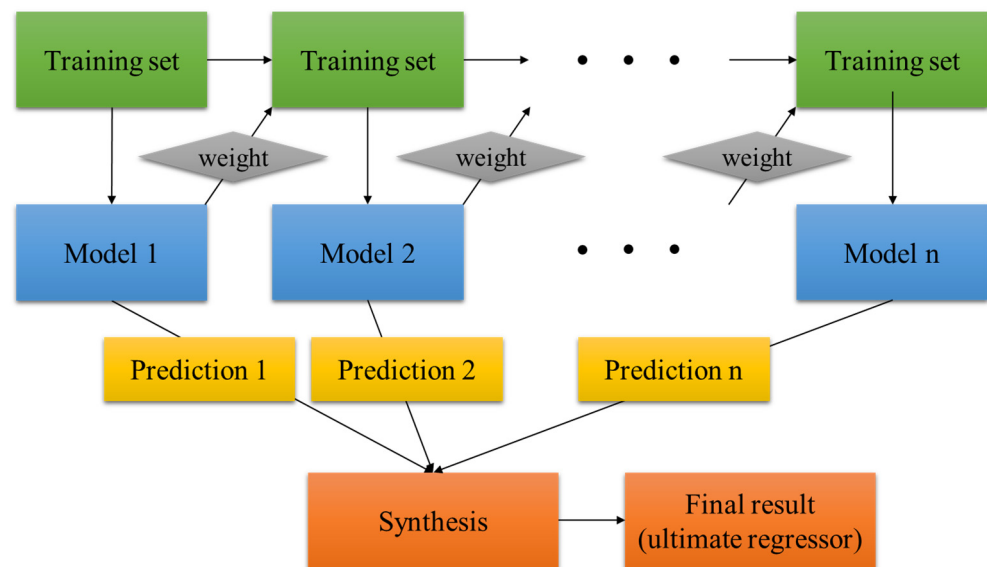 Training set
Training set
Training set
weight
weight
weight
Model 1
Model 2
Model n
Prediction 1
Prediction 2
Prediction n
Synthesis
Final result
(ultimate regressor)